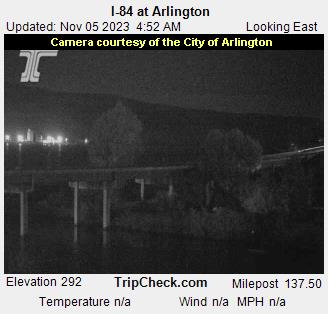 I-84 at Arlington
Updated: Nov 05 2023 4:52 AM Looking East
Camera courtesy of the City of Arlington
Elevation 292 TripCheck.com Milepost 137.50
Temperature n/a Wind n/a MPH n/a